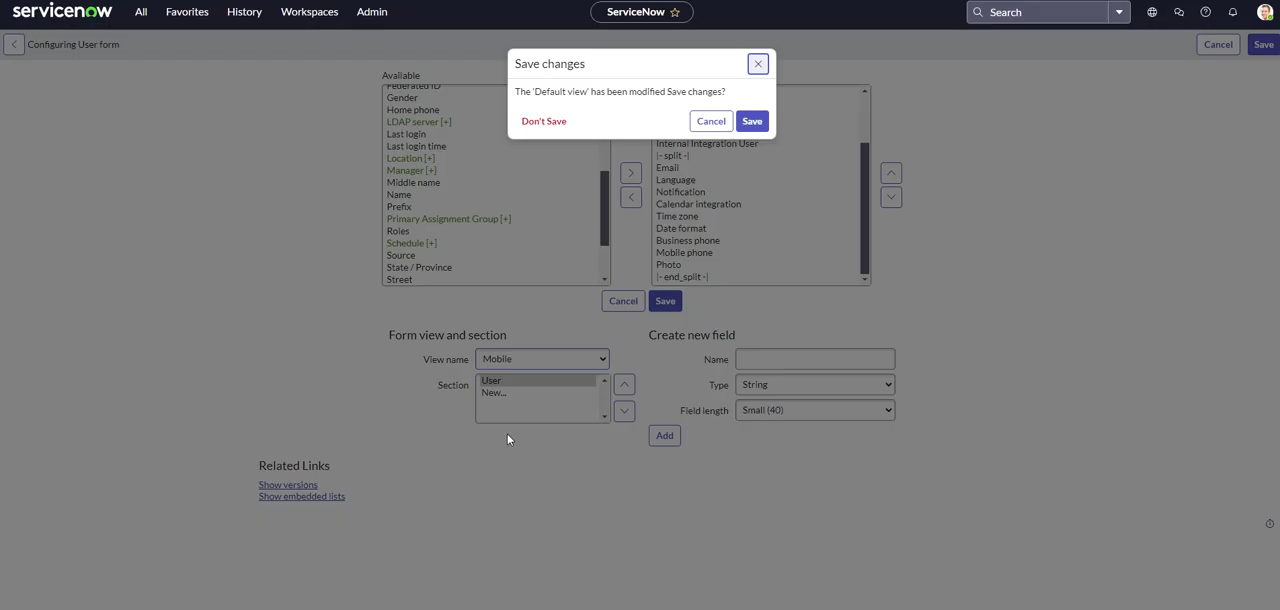 servicenow
All
Favorites
History
Workspaces
Admin
ServiceNow
Search
Configuring User form
Cancel
Save
Save changes
The 'Default view' has been modified Save changes?
Don't Save
Cancel
Save
Available
Federated ID
Gender
Home phone
LDAP server [+]
Last login
Last login time
Location [+]
Manager [+]
Middle name
Name
Prefix
Primary Assignment Group [+]
Roles
Schedule [+]
Source
State / Province
Street
Internal Integration User
|- split -|
Email
Language
Notification
Calendar integration
Time zone
Date format
Business phone
Mobile phone
Photo
|- end_split -|
Cancel
Save
Form view and section
View name
Mobile
Section
User
New...
Create new field
Name
Type
String
Field length
Small (40)
Add
Related Links
Show versions
Show embedded lists